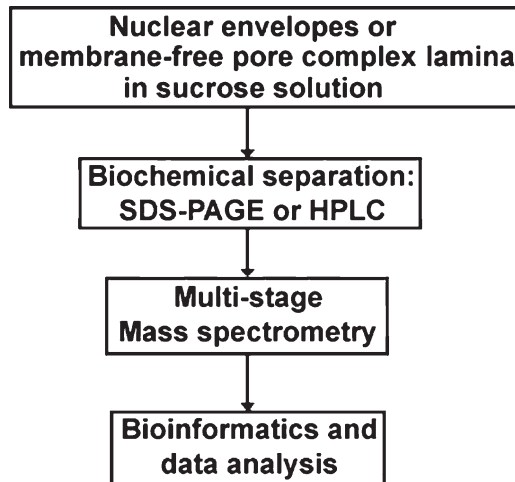 Nuclear envelopes or
membrane-free pore complex lamina
in sucrose solution
Biochemical separation:
SDS-PAGE or HPLC
Multi-stage
Mass spectrometry
Bioinformatics and
data analysis